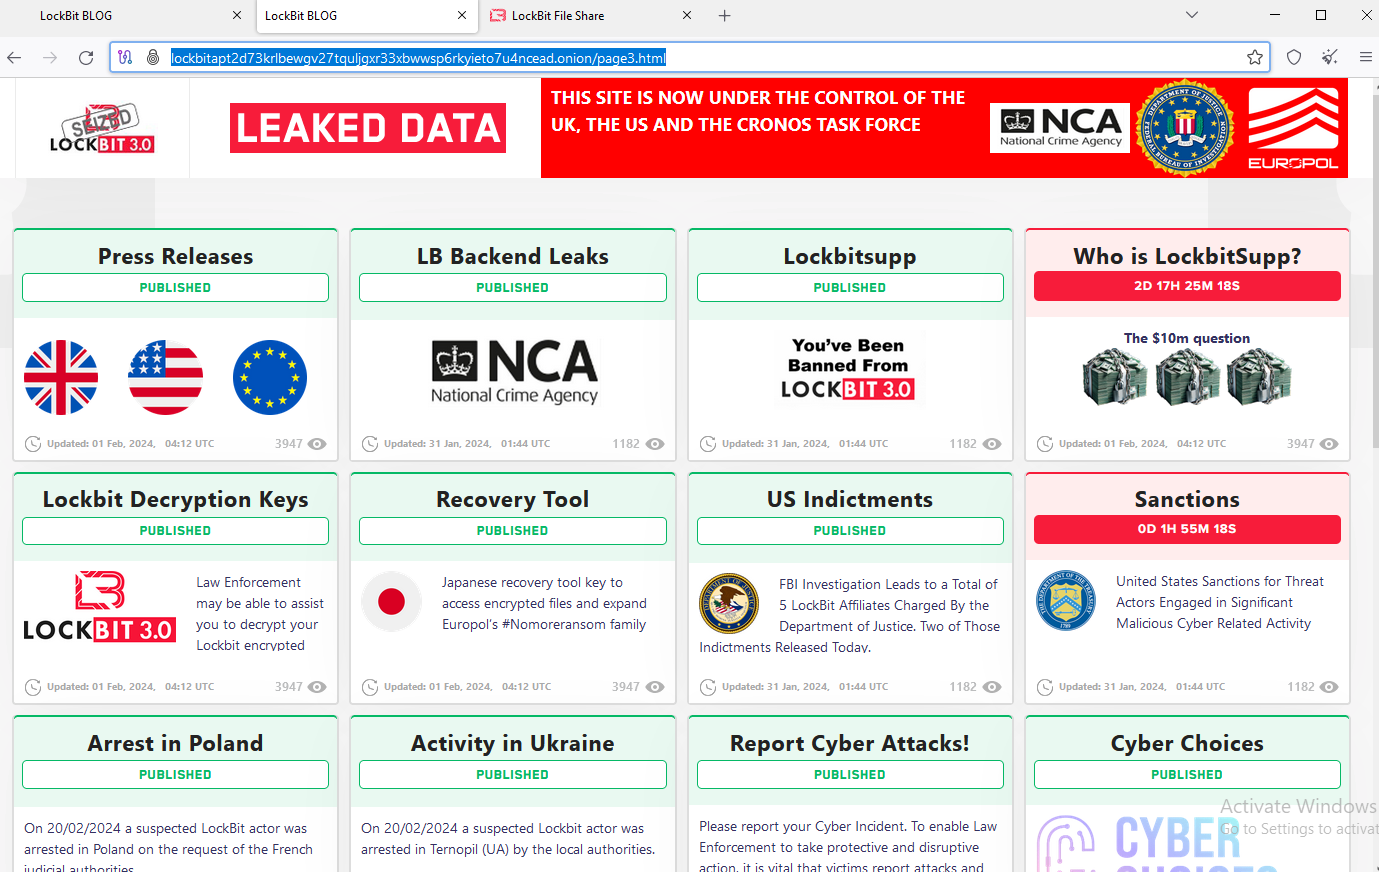 LockBit BLOG
LockBit BLOG
LockBit File Share
lockbitapt2d73krlbewgv27tquljgxr33xbwwsp6rkyieto7u4ncead.onion/page3.html
SEIZED
LOCKBIT 3.0
LEAKED DATA
THIS SITE IS NOW UNDER THE CONTROL OF THE
UK, THE US AND THE CRONOS TASK FORCE
NCA
National Crime Agency
DEPARTMENT OF JUSTICE
FEDERAL BUREAU OF INVESTIGATION
EUROPOL
Press Releases
PUBLISHED
Updated: 01 Feb, 2024, 04:12 UTC 3947
LB Backend Leaks
PUBLISHED
NCA
National Crime Agency
Updated: 31 Jan, 2024, 01:44 UTC 1182
Lockbitsupp
PUBLISHED
You’ve Been
Banned From
LOCKBIT 3.0
Updated: 31 Jan, 2024, 01:44 UTC 1182
Who is LockbitSupp?
2D 17H 25M 18S
The $10m question
Updated: 01 Feb, 2024, 04:12 UTC 3947
Lockbit Decryption Keys
PUBLISHED
LOCKBIT 3.0
Law Enforcement
may be able to assist
you to decrypt your
Lockbit encrypted
Updated: 01 Feb, 2024, 04:12 UTC 3947
Recovery Tool
PUBLISHED
Japanese recovery tool key to
access encrypted files and expand
Europol’s #Nomoreransom family
Updated: 01 Feb, 2024, 04:12 UTC 3947
US Indictments
PUBLISHED
FBI Investigation Leads to a Total of
5 LockBit Affiliates Charged By the
Department of Justice. Two of Those
Indictments Released Today.
Updated: 31 Jan, 2024, 01:44 UTC 1182
Sanctions
0D 1H 55M 18S
THE DEPARTMENT OF THE TREASURY
1789
United States Sanctions for Threat
Actors Engaged in Significant
Malicious Cyber Related Activity
Updated: 31 Jan, 2024, 01:44 UTC 1182
Arrest in Poland
PUBLISHED
On 20/02/2024 a suspected LockBit actor was
arrested in Poland on the request of the French
judicial authorities.
Activity in Ukraine
PUBLISHED
On 20/02/2024 a suspected Lockbit actor was
arrested in Ternopil (UA) by the local authorities.
Report Cyber Attacks!
PUBLISHED
Please report your Cyber Incident. To enable Law
Enforcement to take protective and disruptive
action, it is vital that victims report attacks and
Cyber Choices
PUBLISHED
CYBER
CHOICES
Activate Windows
Go to Settings to activat